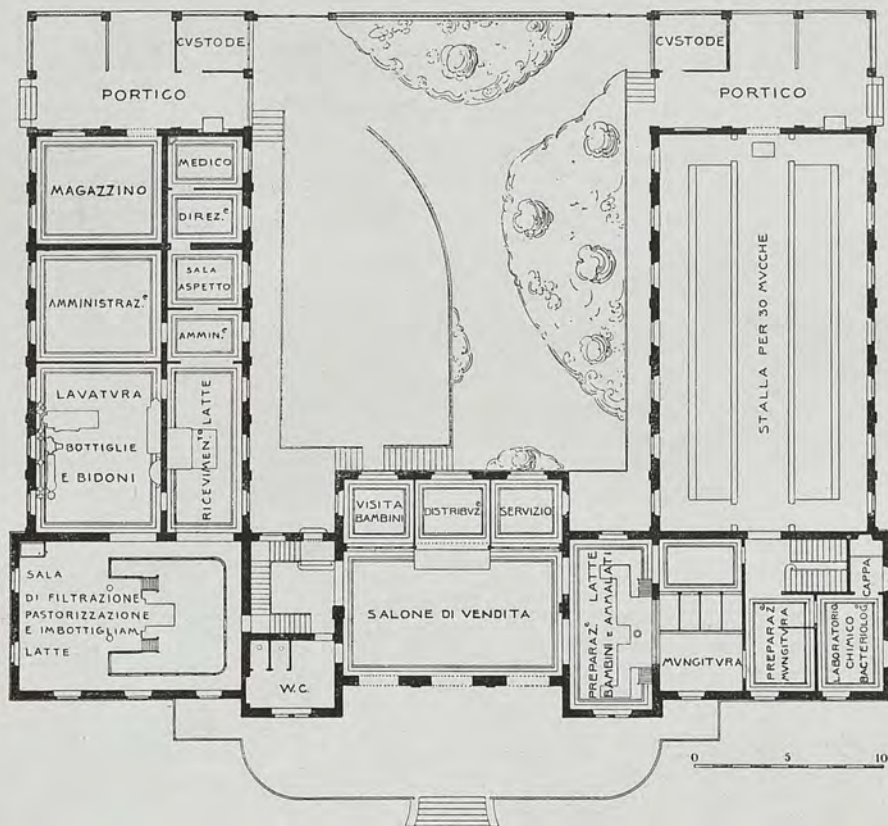 CVSTODE
CVSTODE
PORTICO
PORTICO
MAGAZZINO
MEDICO
DIREZ.e
SALA
ASPETTO
AMMINISTRAZ.e
AMMIN.e
LAVATVRA
BOTTIGLIE
E BIDONI
RICEVIMEN.TO LATTE
STALLA PER 30 MVCCHE
VISITA
BAMBINI
DISTRIBVZ.e
SERVIZIO
SALA
DI FILTRAZIONE
PASTORIZZAZIONE
E IMBOTTIGLIAM.
LATTE
SALONE DI VENDITA
W.C.
PREPARAZ.e LATTE
BAMBINI e AMMALATI
MVNGITVRA
PREPARAZ.e
MVNGITVRA
CAPPA
LABORATORIO
CHIMICO
BACTERIOLOG.
0 5 10